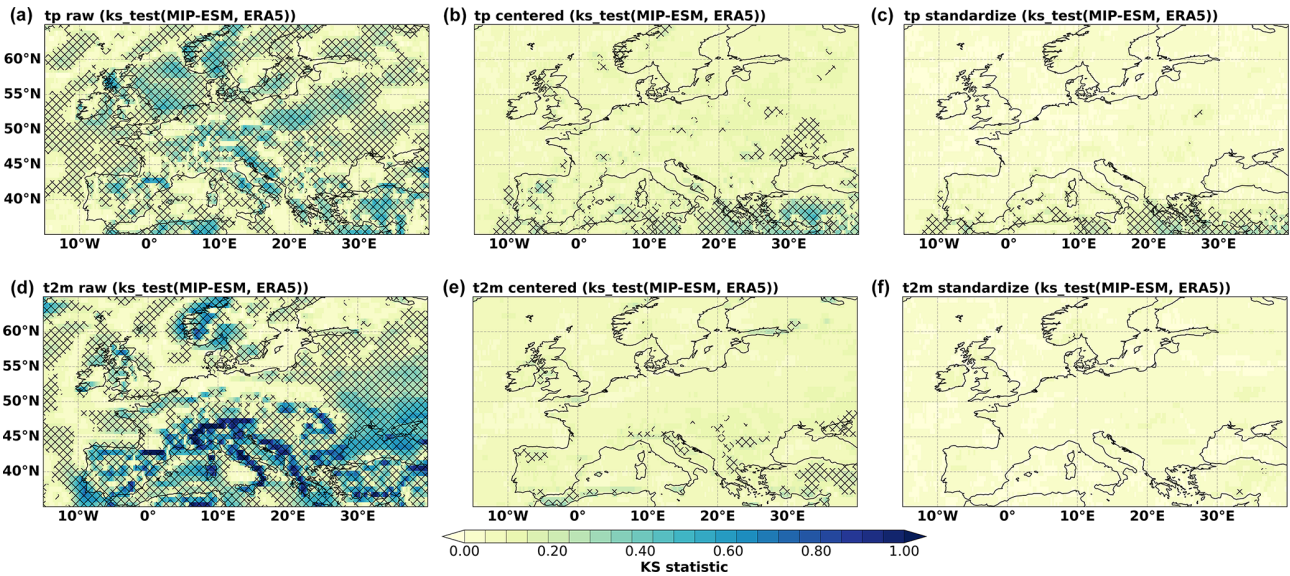 (a) tp raw (ks_test(MIP-ESM, ERA5))
(b) tp centered (ks_test(MIP-ESM, ERA5))
(c) tp standardize (ks_test(MIP-ESM, ERA5))
60°N
55°N
50°N
45°N
40°N
10°W 0° 10°E 20°E 30°E
10°W 0° 10°E 20°E 30°E
10°W 0° 10°E 20°E 30°E
(d) t2m raw (ks_test(MIP-ESM, ERA5))
(e) t2m centered (ks_test(MIP-ESM, ERA5))
(f) t2m standardize (ks_test(MIP-ESM, ERA5))
60°N
55°N
50°N
45°N
40°N
10°W 0° 10°E 20°E 30°E
10°W 0° 10°E 20°E 30°E
10°W 0° 10°E 20°E 30°E
0.00 0.20 0.40 0.60 0.80 1.00
KS statistic